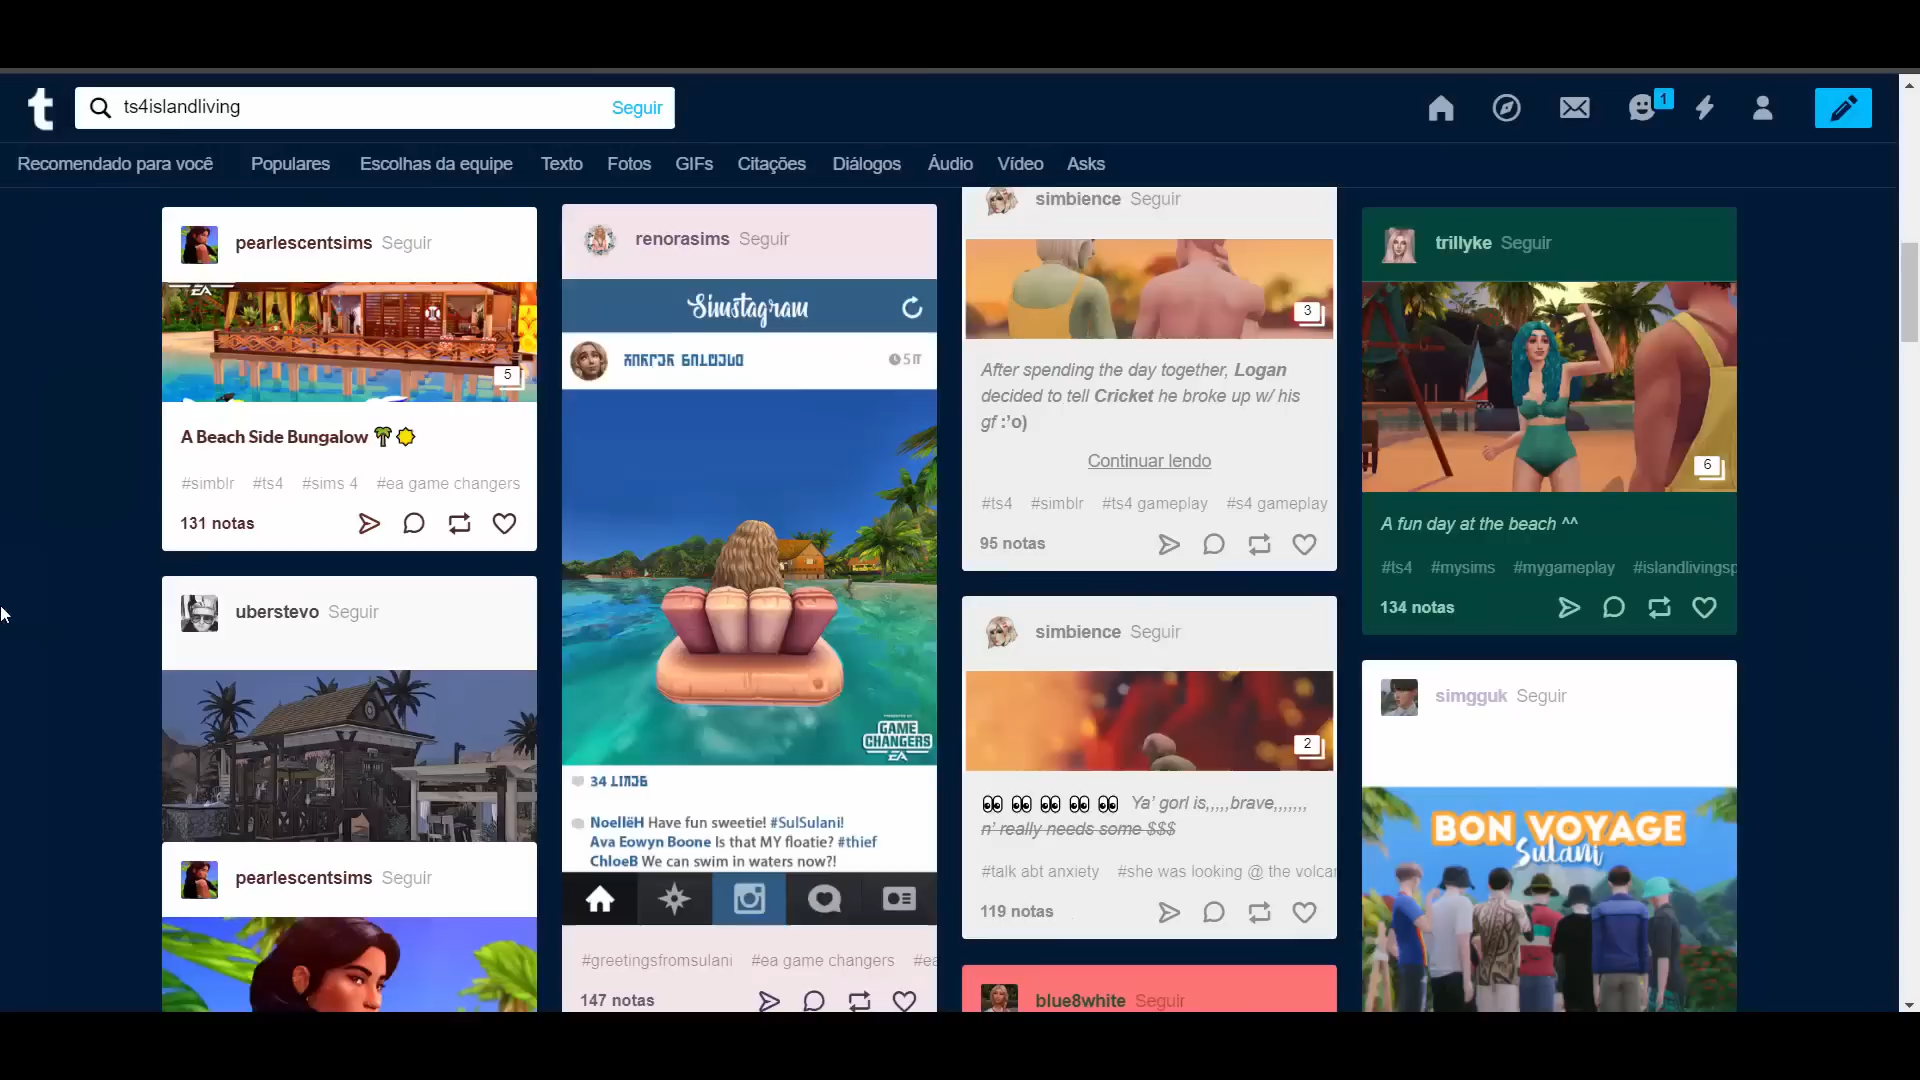 ts4islandliving
Seguir
1
Recomendado para você Populares Escolhas da equipe Texto Fotos GIFs Citações Diálogos Áudio Vídeo Asks
pearlescentsims Seguir
EA
5
A Beach Side Bungalow 🌴☀️
#simblr #ts4 #sims 4 #ea game changers
131 notas
uberstevo Seguir
pearlescentsims Seguir
renorasims Seguir
Simstagram
GAME
CHANGERS
EA
34
NoellëH Have fun sweetie! #SulSulani!
Ava Eowyn Boone Is that MY floatie? #thief
ChloeB We can swim in waters now?!
#greetingsfromsulani #ea game changers #ea
147 notas
simbience Seguir
3
After spending the day together, Logan
decided to tell Cricket he broke up w/ his
gf :’o)
Continuar lendo
#ts4 #simblr #ts4 gameplay #s4 gameplay
95 notas
simbience Seguir
2
👀 👀 👀 👀 👀 Ya’ gorl is,,,,,brave,,,,,,,
n’ really needs some $$$
#talk abt anxiety #she was looking @ the volcan
119 notas
blue8white Seguir
trillyke Seguir
6
A fun day at the beach ^^
#ts4 #mysims #mygameplay #islandlivingsp
134 notas
simgguk Seguir
BON VOYAGE
Sulani